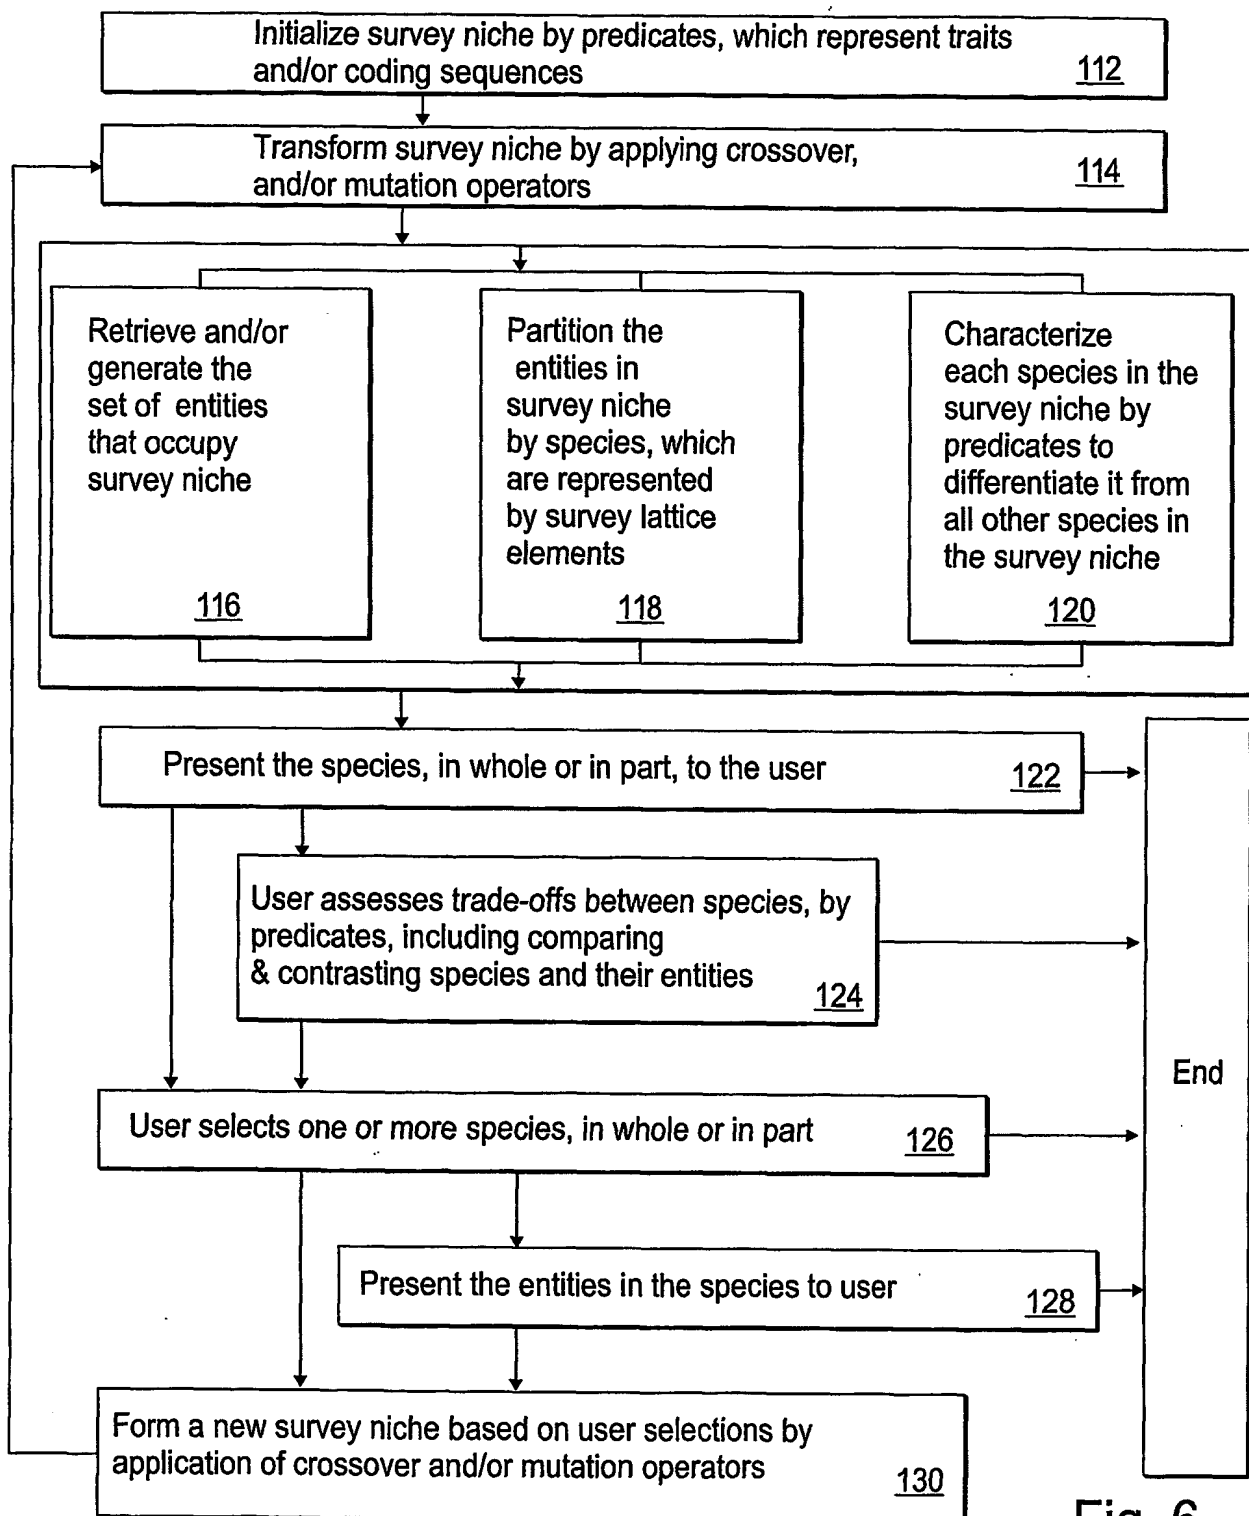 Initialize survey niche by predicates, which represent traits
and/or coding sequences
112
Transform survey niche by applying crossover,
and/or mutation operators
114
Retrieve and/or
generate the
set of entities
that occupy
survey niche
116
Partition the
entities in
survey niche
by species, which
are represented
by survey lattice
elements
118
Characterize
each species in the
survey niche by
predicates to
differentiate it from
all other species in
the survey niche
120
Present the species, in whole or in part, to the user
122
User assesses trade-offs between species, by
predicates, including comparing
& contrasting species and their entities
124
User selects one or more species, in whole or in part
126
Present the entities in the species to user
128
Form a new survey niche based on user selections by
application of crossover and/or mutation operators
130
End
Fig. 6